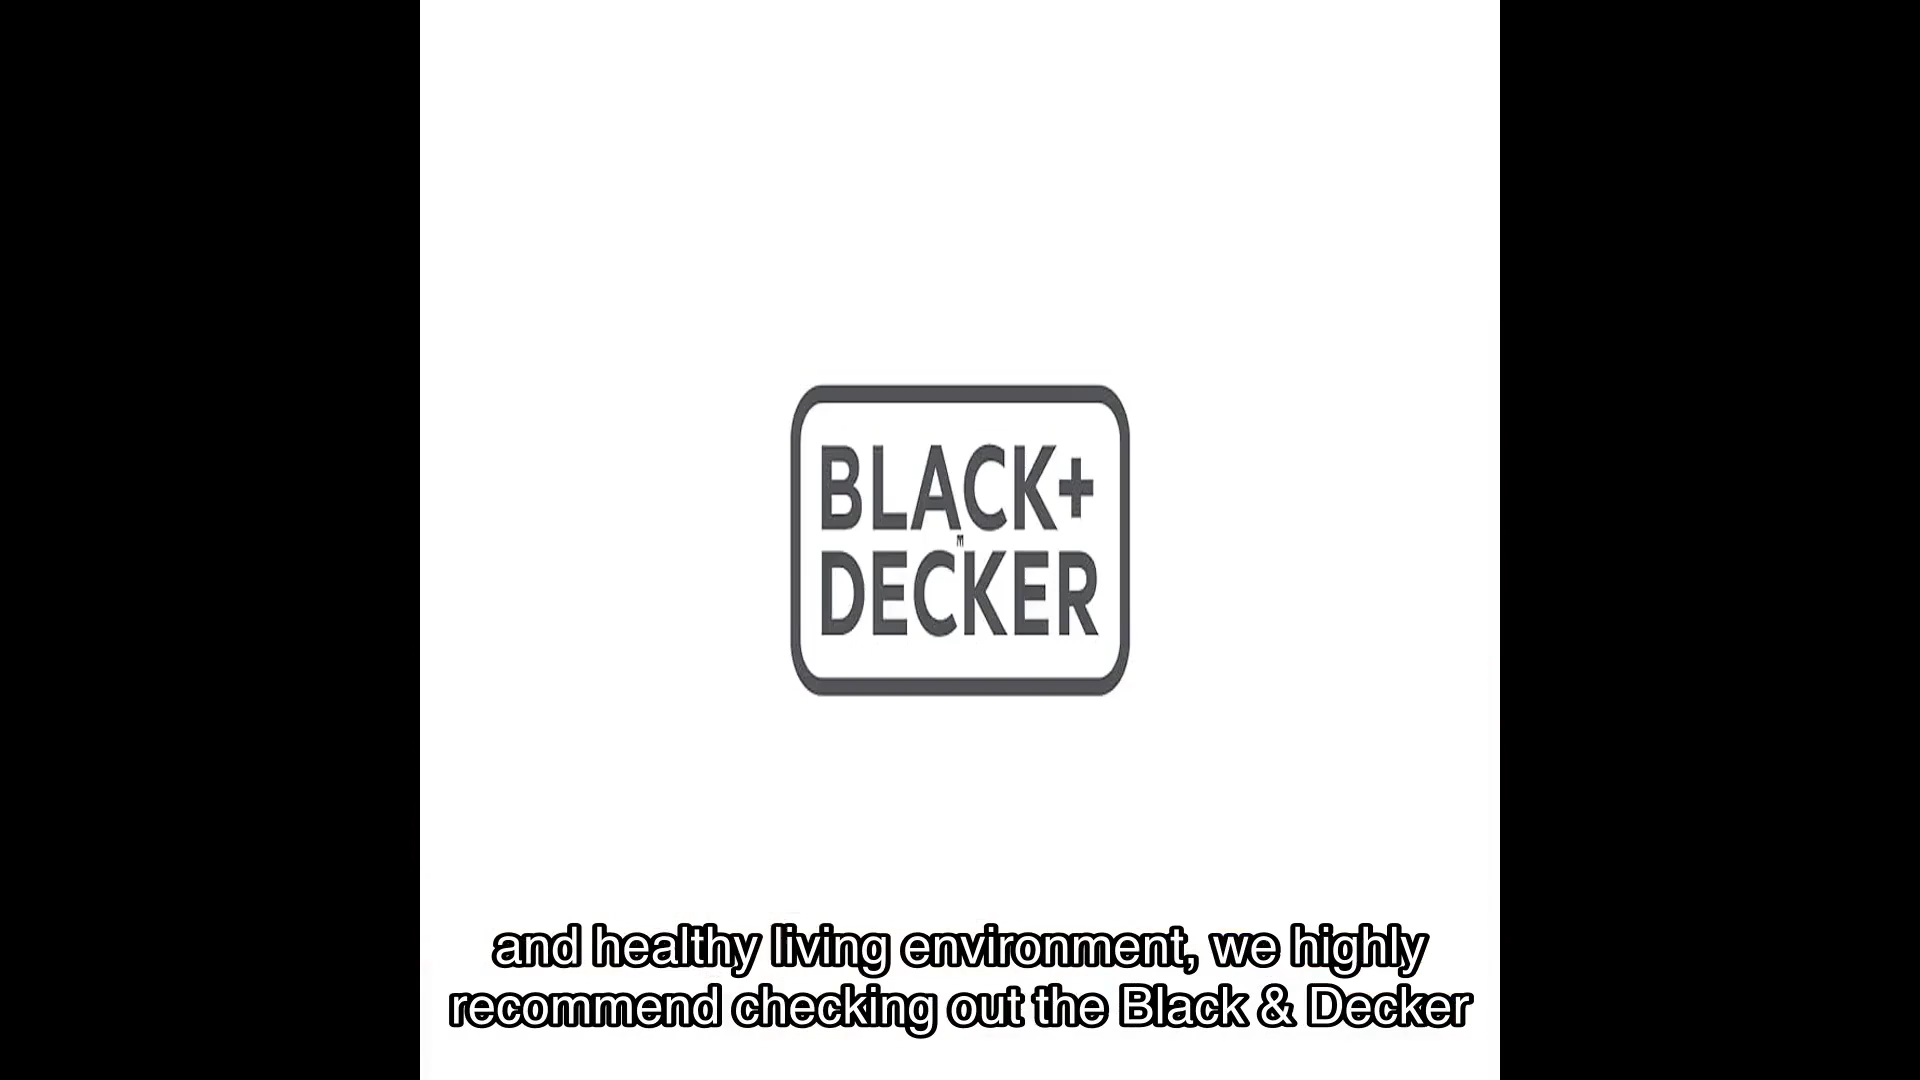 BLACK+
DECKER
and healthy living environment, we highly
recommend checking out the Black & Decker